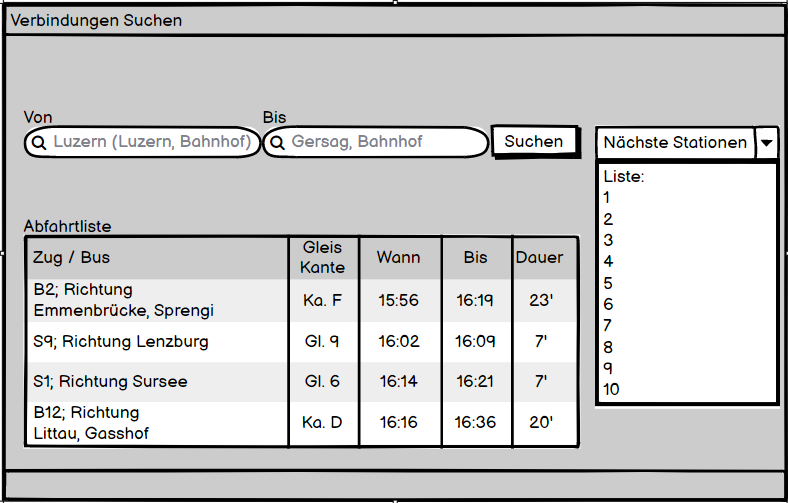 Verbindungen Suchen
Von
Bis
Luzern (Luzern, Bahnhof)
Gersag, Bahnhof
Suchen
Nächste Stationen
Liste:
1
2
3
4
5
6
7
8
9
10
Abfahrtliste
Zug / Bus
Gleis
Kante
Wann
Bis
Dauer
B2; Richtung
Emmenbrücke, Sprengi
Ka. F
15:56
16:19
23'
S9; Richtung Lenzburg
Gl. 9
16:02
16:09
7'
S1; Richtung Sursee
Gl. 6
16:14
16:21
7'
B12; Richtung
Littau, Gasshof
Ka. D
16:16
16:36
20'